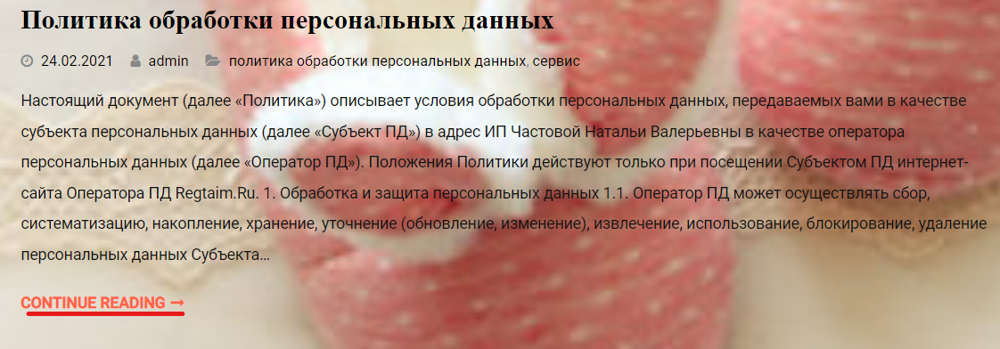 Политика обработки персональных данных
24.02.2021 admin политика обработки персональных данных, сервис
Настоящий документ (далее «Политика») описывает условия обработки персональных данных, передаваемых вами в качестве
субъекта персональных данных (далее «Субъект ПД») в адрес ИП Частовой Натальи Валерьевны в качестве оператора
персональных данных (далее «Оператор ПД»). Положения Политики действуют только при посещении Субъектом ПД интернет-
сайта Оператора ПД Regtaim.Ru. 1. Обработка и защита персональных данных 1.1. Оператор ПД может осуществлять сбор,
систематизацию, накопление, хранение, уточнение (обновление, изменение), извлечение, использование, блокирование, удаление
персональных данных Субъекта...
CONTINUE READING →